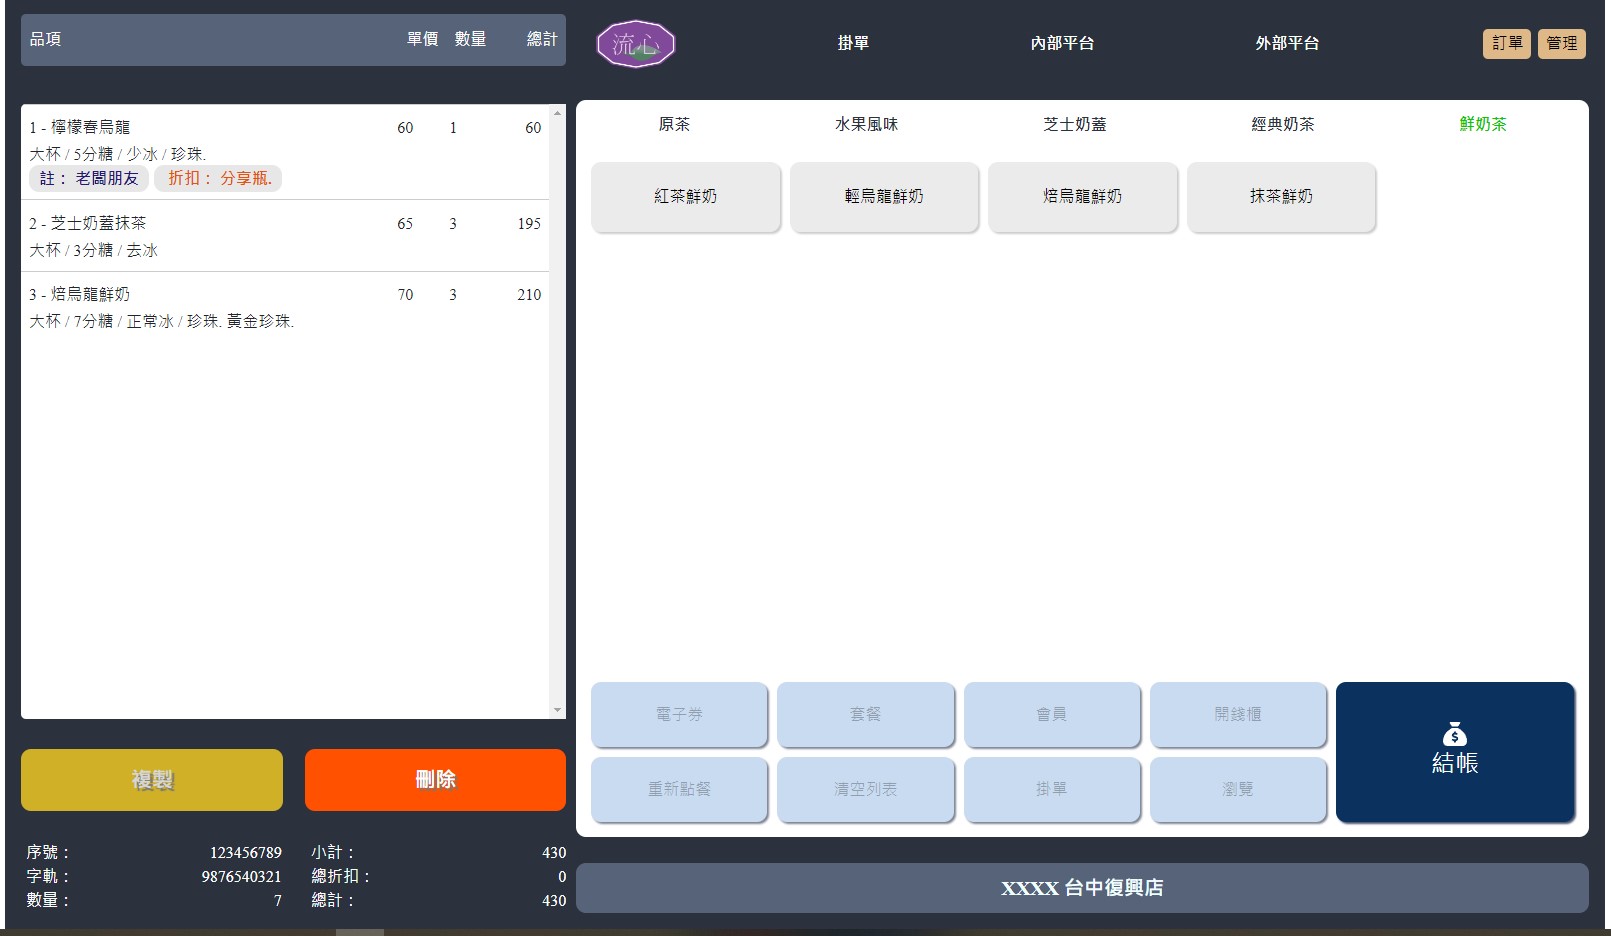 品項 單價 數量 總計
1 - 檸檬春烏龍 60 1 60
大杯 / 5分糖 / 少冰 / 珍珠.
註： 老闆朋友 折扣： 分享瓶.
2 - 芝士奶蓋抹茶 65 3 195
大杯 / 3分糖 / 去冰
3 - 焙烏龍鮮奶 70 3 210
大杯 / 7分糖 / 正常冰 / 珍珠. 黃金珍珠.
複製 刪除
序號： 123456789 小計： 430
字軌： 9876540321 總折扣： 0
數量： 7 總計： 430
流心 掛單 內部平台 外部平台 訂單 管理
原茶 水果風味 芝士奶蓋 經典奶茶 鮮奶茶
紅茶鮮奶 輕烏龍鮮奶 焙烏龍鮮奶 抹茶鮮奶
電子券 套餐 會員 開錢櫃
重新點餐 清空列表 掛單 瀏覽
$
結帳
XXXX 台中復興店